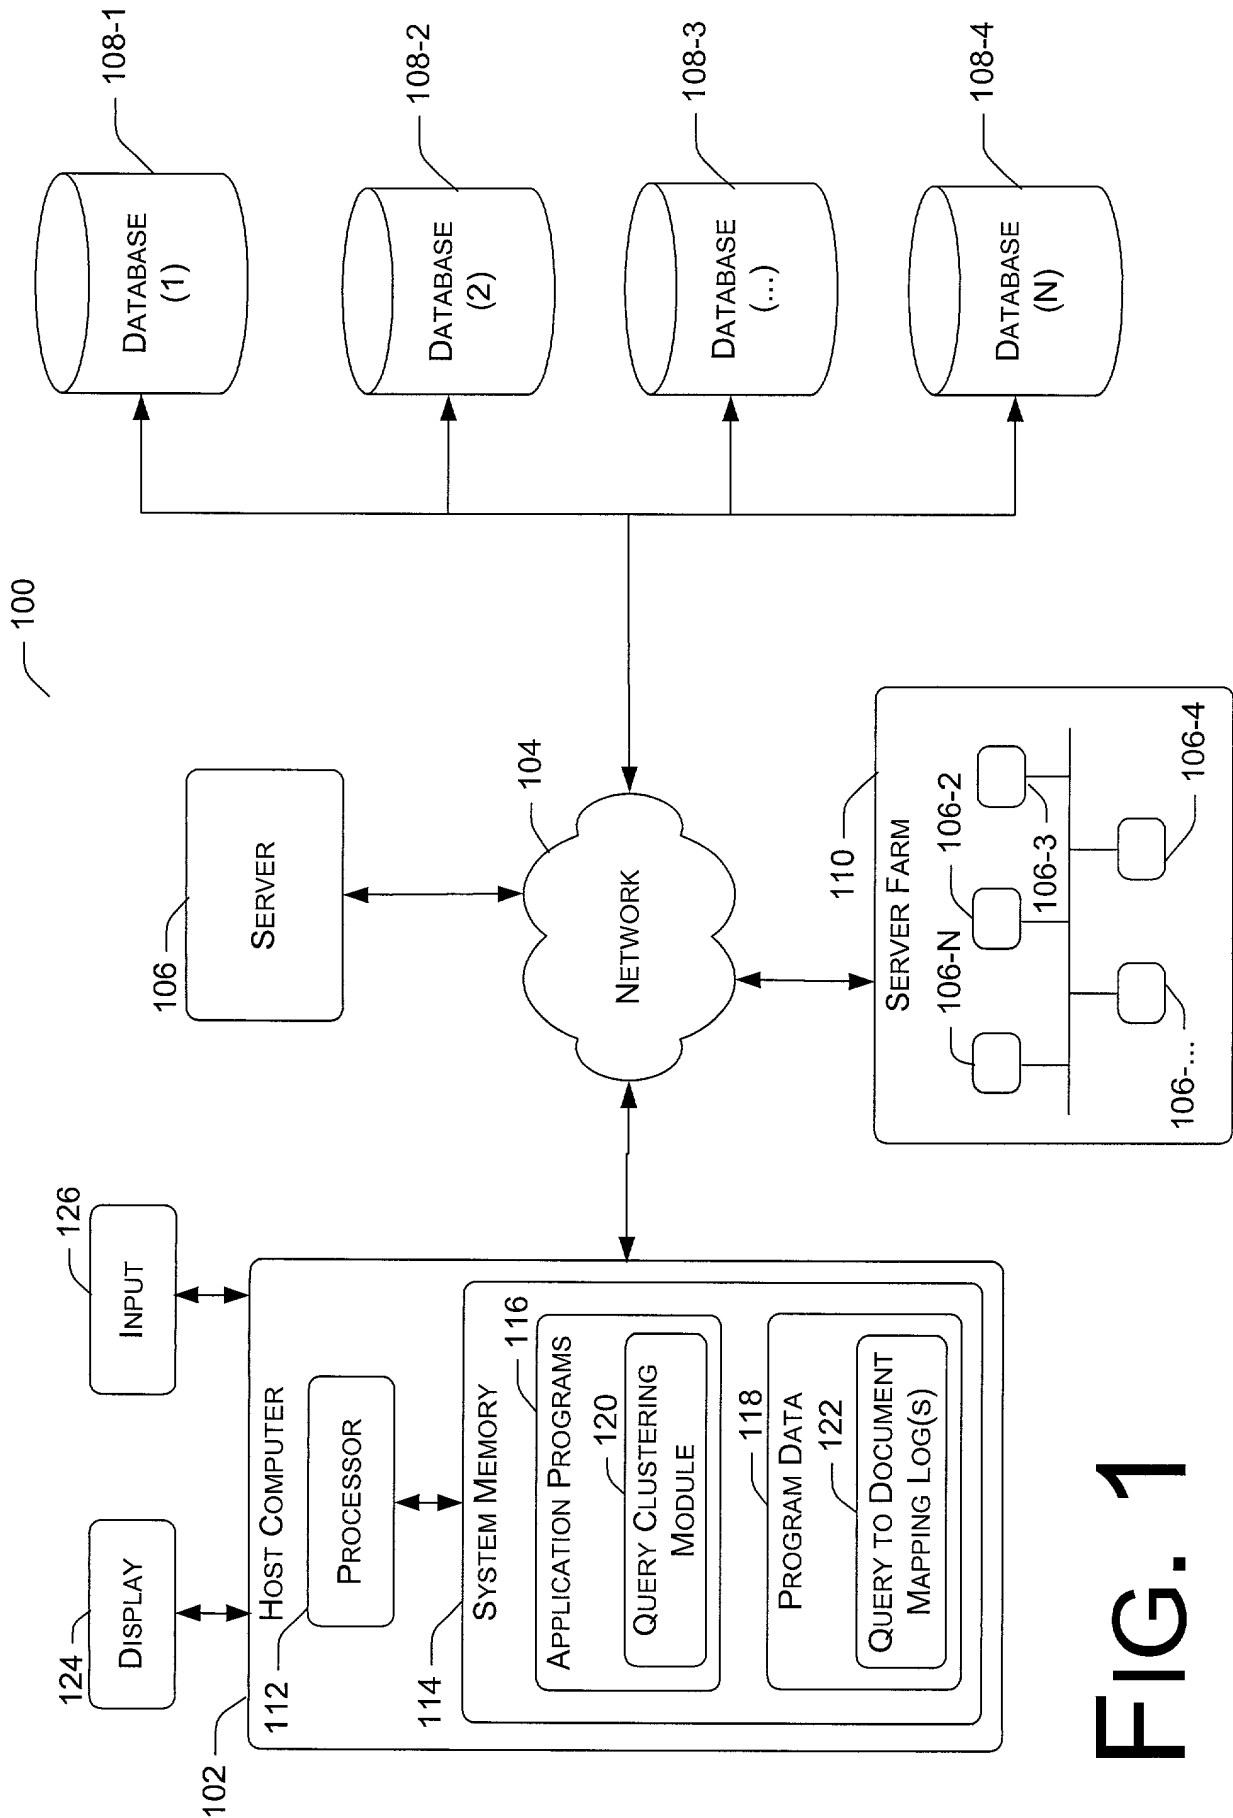 100
124
DISPLAY
126
INPUT
102
HOST COMPUTER
112
PROCESSOR
114
SYSTEM MEMORY
116
APPLICATION PROGRAMS
120
QUERY CLUSTERING
MODULE
118
PROGRAM DATA
122
QUERY TO DOCUMENT
MAPPING LOG(S)
106
SERVER
104
NETWORK
110
SERVER FARM
106-N
106-2
106-3
106-...
106-4
DATABASE
(1)
108-1
DATABASE
(2)
108-2
DATABASE
(...)
108-3
DATABASE
(N)
108-4
FIG. 1